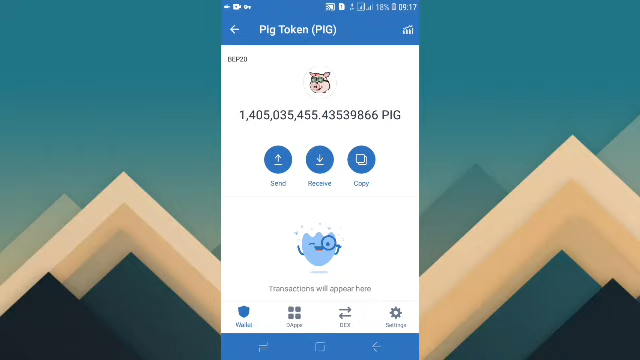 18% 09:17
Pig Token (PIG)
BEP20
1,405,035,455.43539866 PIG
Send Receive Copy
Transactions will appear here
Wallet DApps DEX Settings